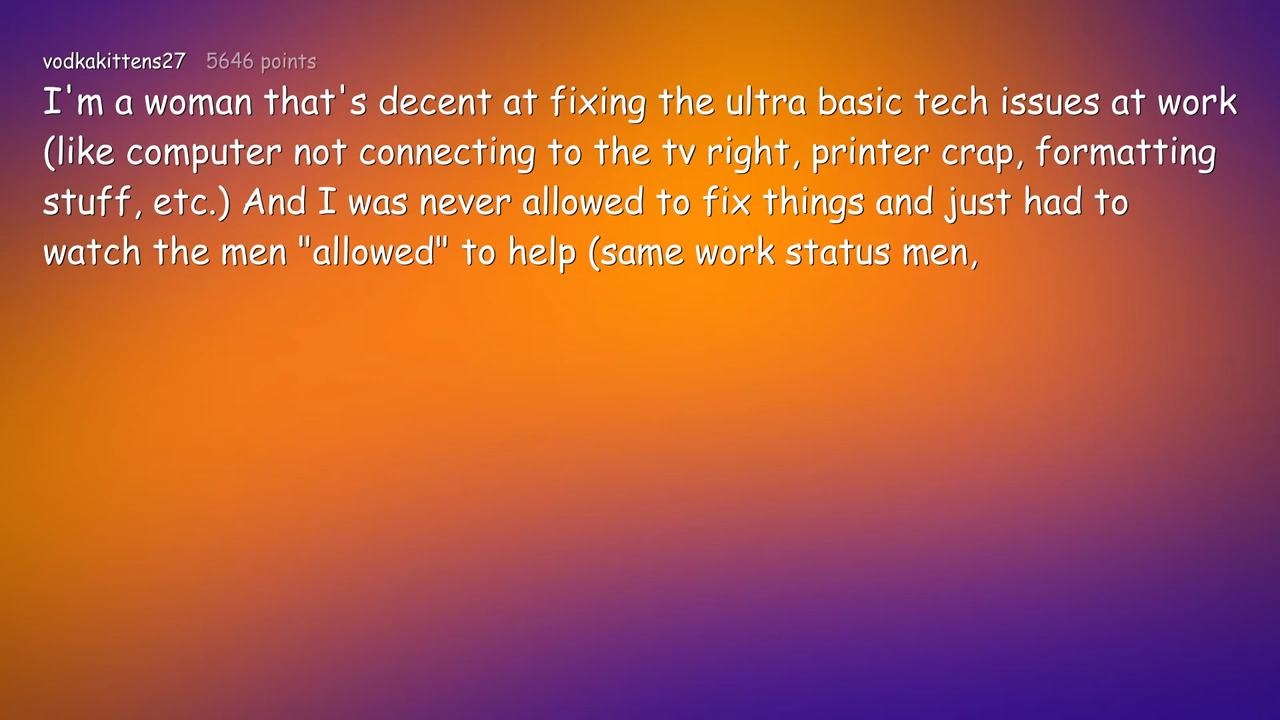 vodkakittens27 5646 points
I'm a woman that's decent at fixing the ultra basic tech issues at work
(like computer not connecting to the tv right, printer crap, formatting
stuff, etc.) And I was never allowed to fix things and just had to
watch the men "allowed" to help (same work status men,